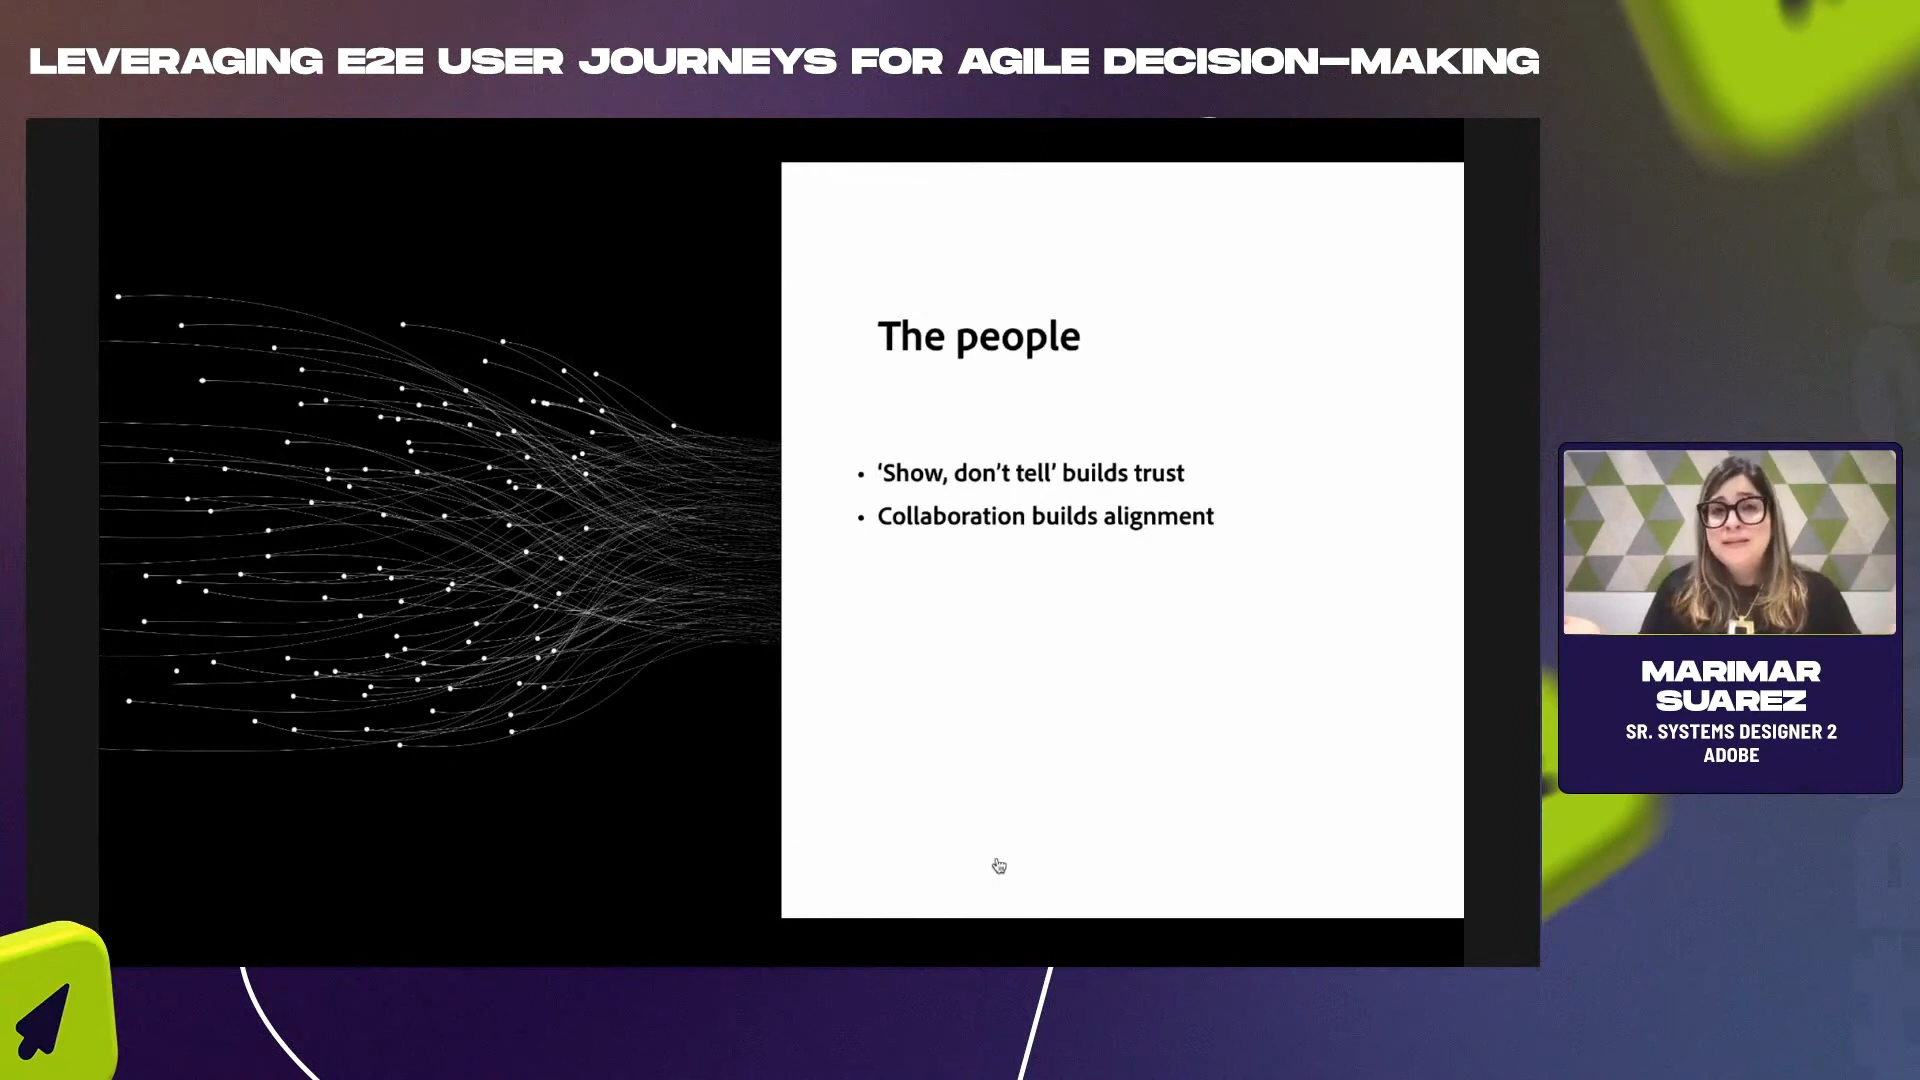 LEVERAGING E2E USER JOURNEYS FOR AGILE DECISION–MAKING
The people
• ‘Show, don’t tell’ builds trust
• Collaboration builds alignment
MARIMAR
SUAREZ
SR. SYSTEMS DESIGNER 2
ADOBE